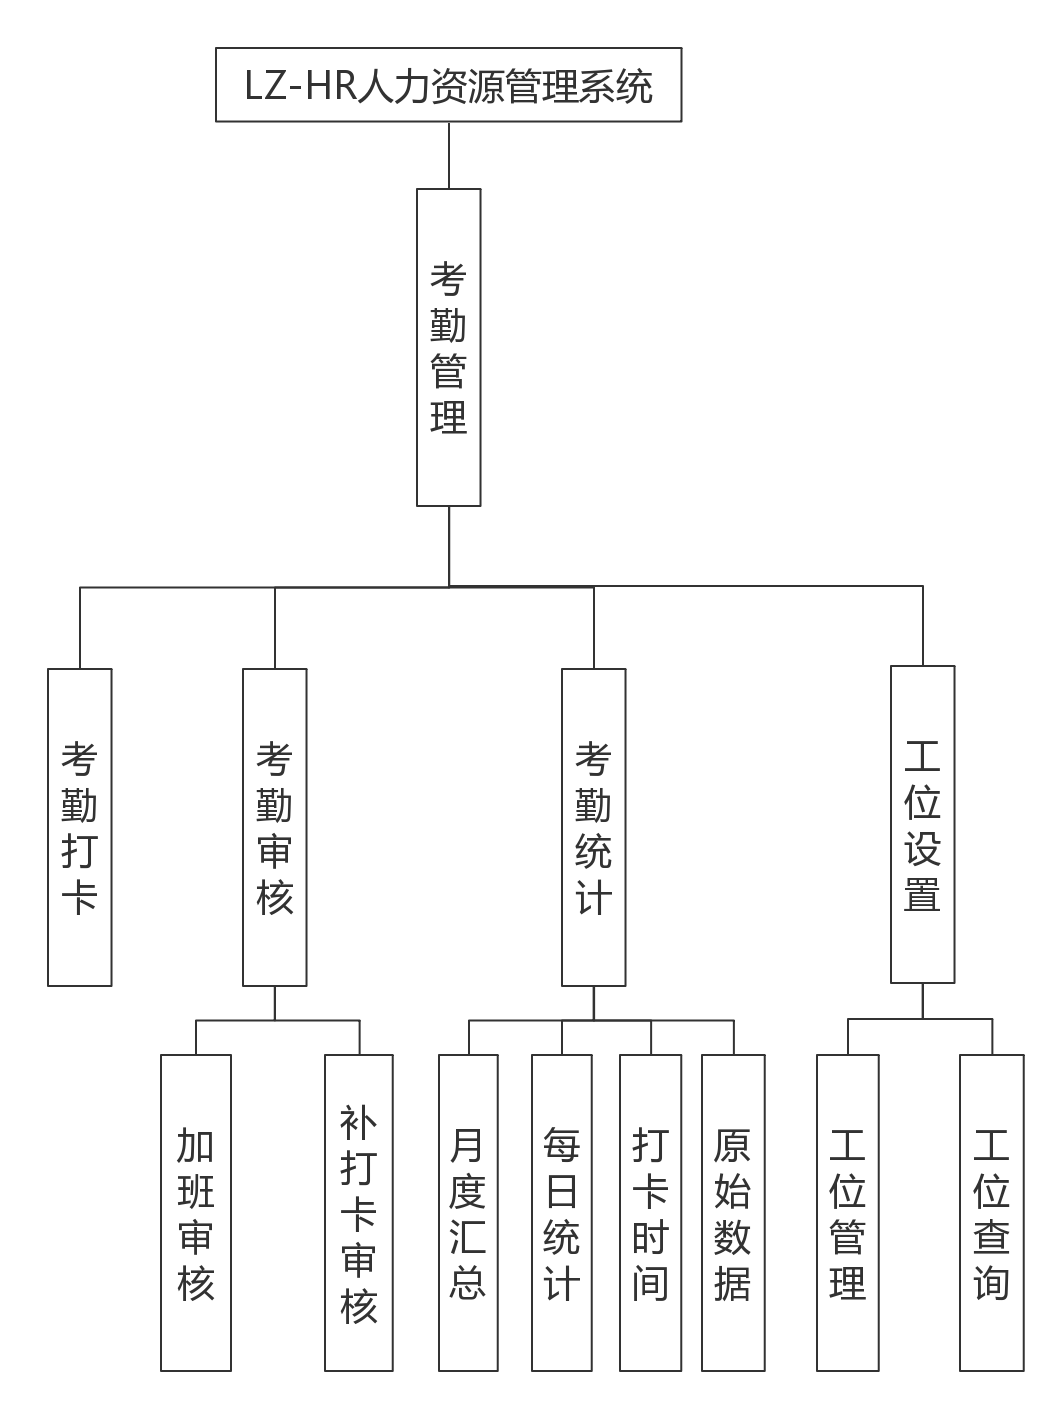 LZ-HR人力资源管理系统
考勤管理
考勤打卡
考勤审核
考勤统计
工位设置
加班审核
补打卡审核
月度汇总
每日统计
打卡时间
原始数据
工位管理
工位查询